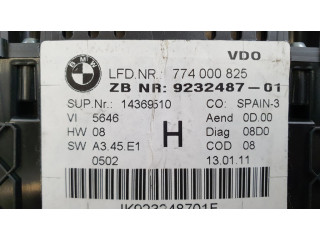 VDO
BMW
LFD.NR.: 774 000 825
ZB NR: 9232487-01
SUP.Nr.: 14369510 CO: SPAIN-3
VI 5646 Aend 0D.00
HW 08 H Diag 08D0
SW A3.45.E1 COD 08
0502 13.01.11